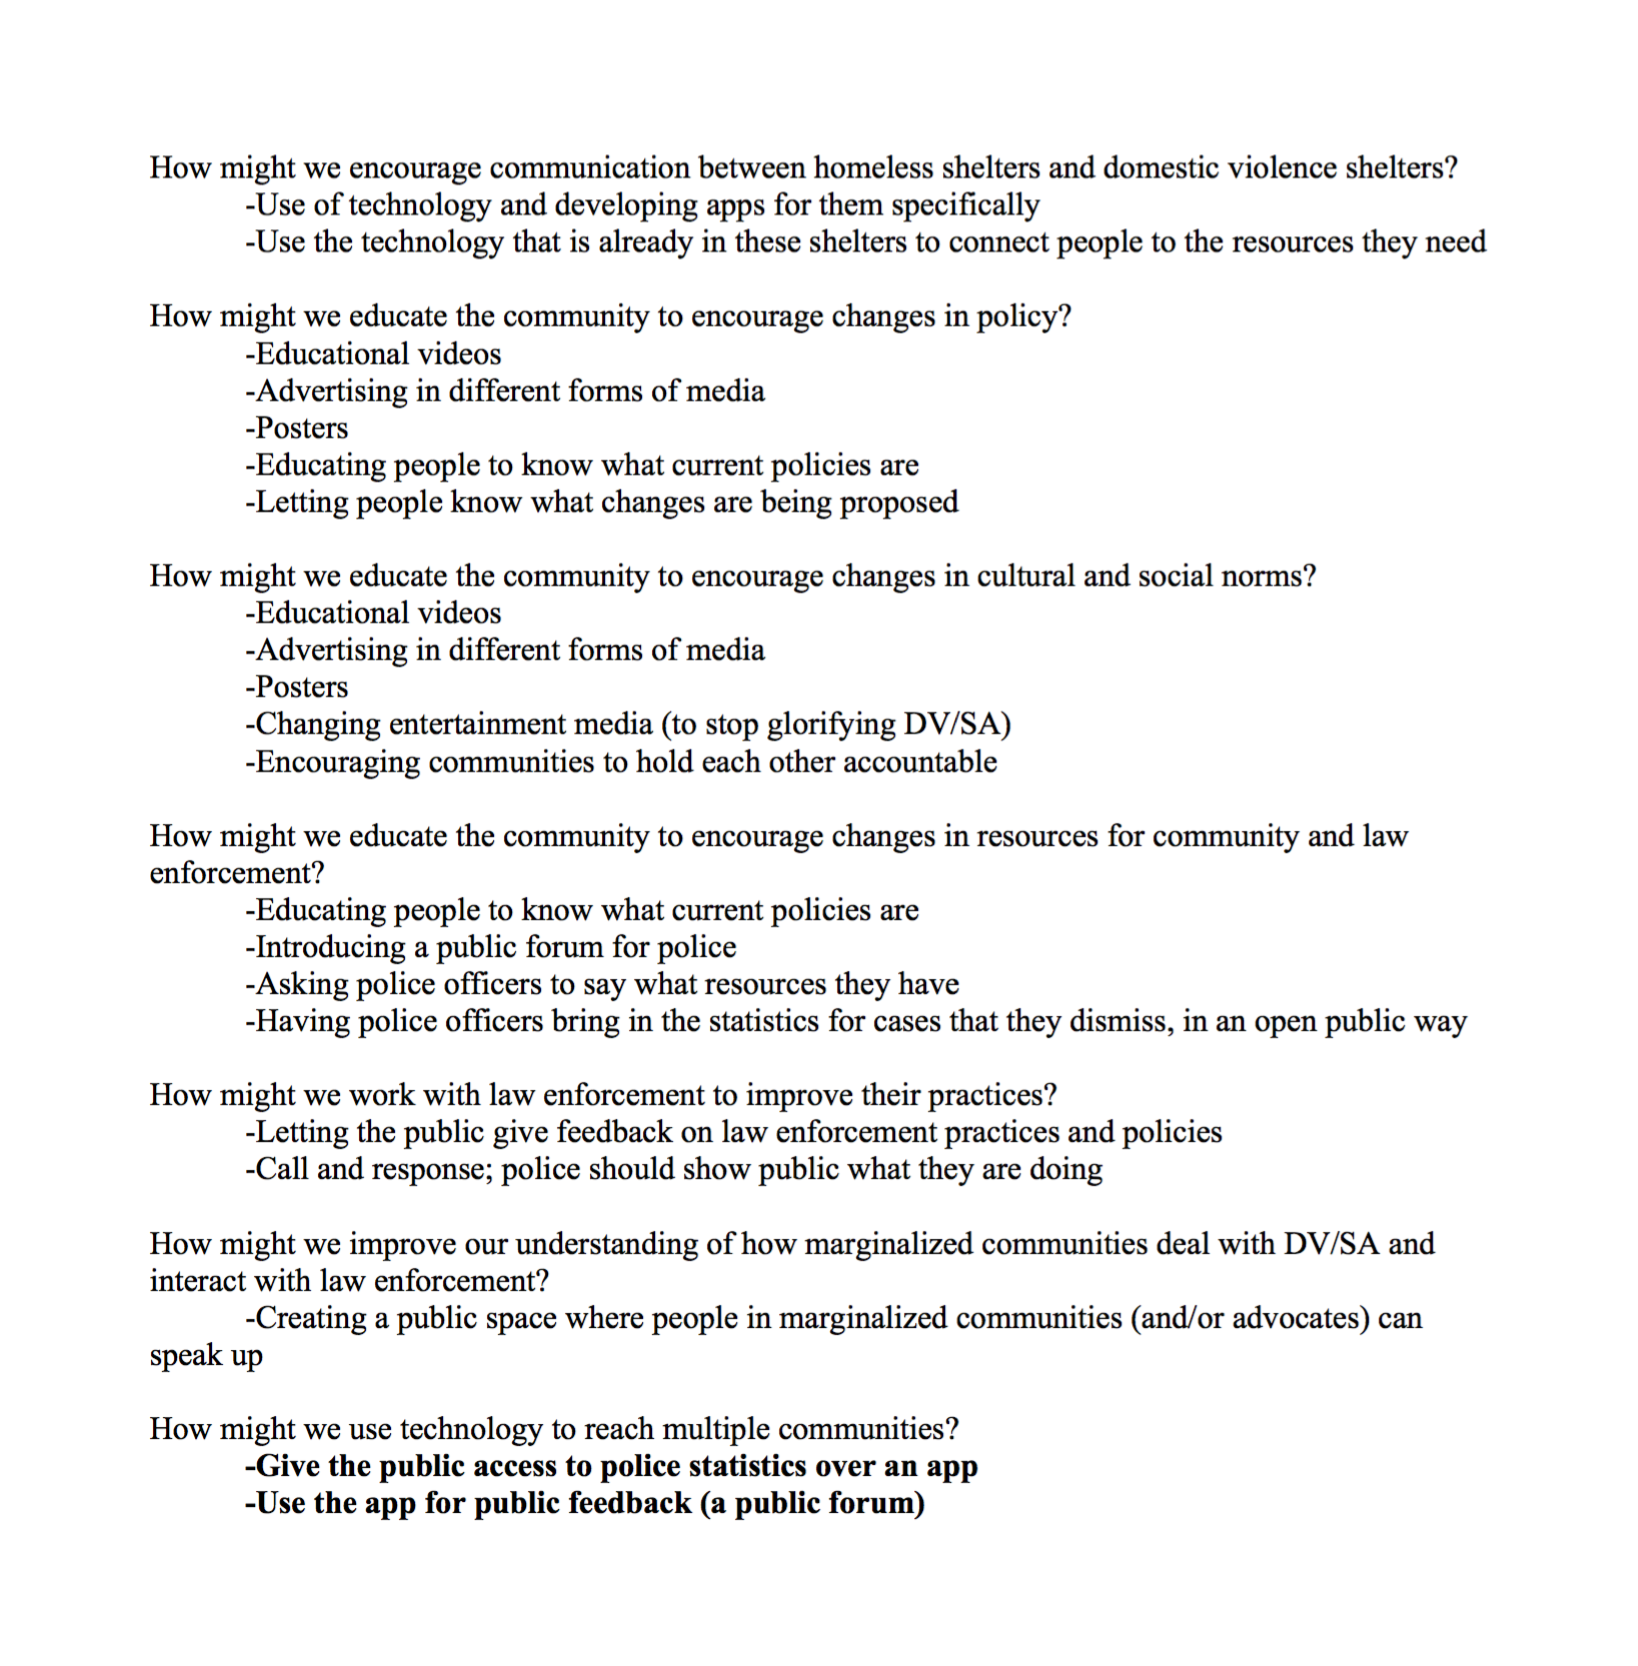 How might we encourage communication between homeless shelters and domestic violence shelters?
-Use of technology and developing apps for them specifically
-Use the technology that is already in these shelters to connect people to the resources they need
How might we educate the community to encourage changes in policy?
-Educational videos
-Advertising in different forms of media
-Posters
-Educating people to know what current policies are
-Letting people know what changes are being proposed
How might we educate the community to encourage changes in cultural and social norms?
-Educational videos
-Advertising in different forms of media
-Posters
-Changing entertainment media (to stop glorifying DV/SA)
-Encouraging communities to hold each other accountable
How might we educate the community to encourage changes in resources for community and law
enforcement?
-Educating people to know what current policies are
-Introducing a public forum for police
-Asking police officers to say what resources they have
-Having police officers bring in the statistics for cases that they dismiss, in an open public way
How might we work with law enforcement to improve their practices?
-Letting the public give feedback on law enforcement practices and policies
-Call and response; police should show public what they are doing
How might we improve our understanding of how marginalized communities deal with DV/SA and
interact with law enforcement?
-Creating a public space where people in marginalized communities (and/or advocates) can
speak up
How might we use technology to reach multiple communities?
-Give the public access to police statistics over an app
-Use the app for public feedback (a public forum)